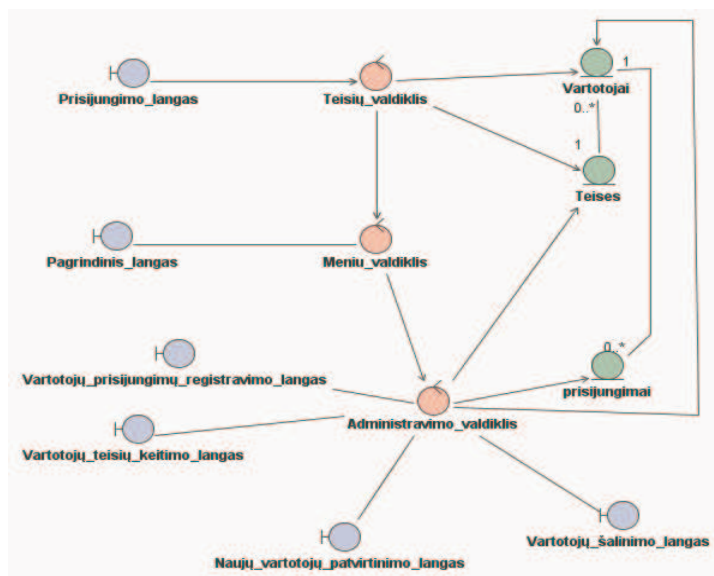 Prisijungimo_langas
Teisių_valdiklis
Vartotojai
1
0..*
1
Teises
Pagrindinis_langas
Meniu_valdiklis
0..*
Vartotojų_prisijungimų_registravimo_langas
prisijungimai
Administravimo_valdiklis
Vartotojų_teisių_keitimo_langas
Naujų_vartotojų_patvirtinimo_langas
Vartotojų_šalinimo_langas